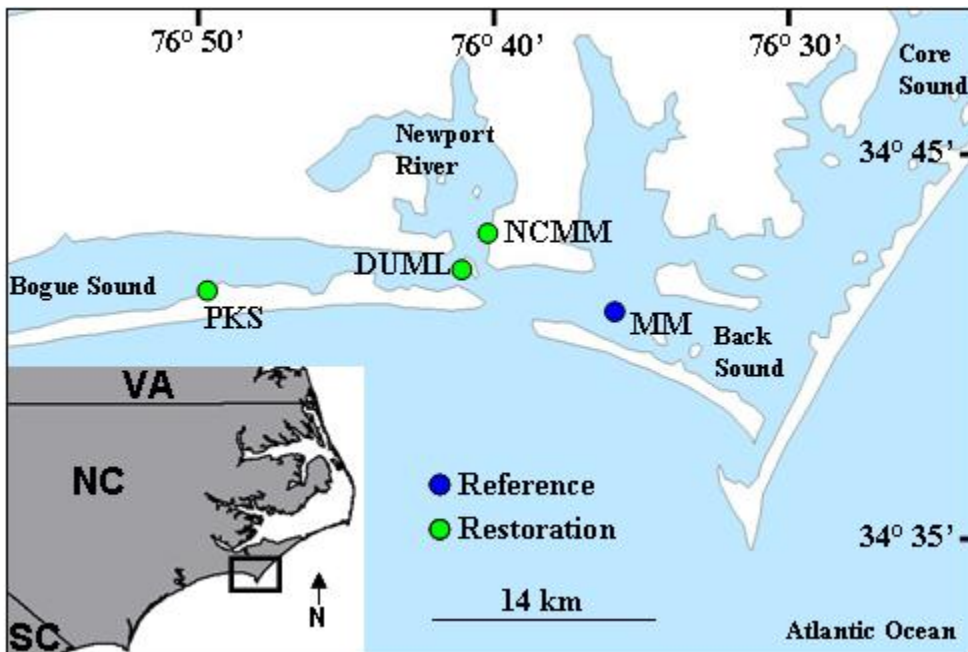 76° 50’
76° 40’
76° 30’
Core
Sound
Newport
River
34° 45’
NCMM
DUML
Bogue Sound
PKS
MM
Back
Sound
VA
NC
Reference
Restoration
34° 35’
14 km
N
SC
Atlantic Ocean